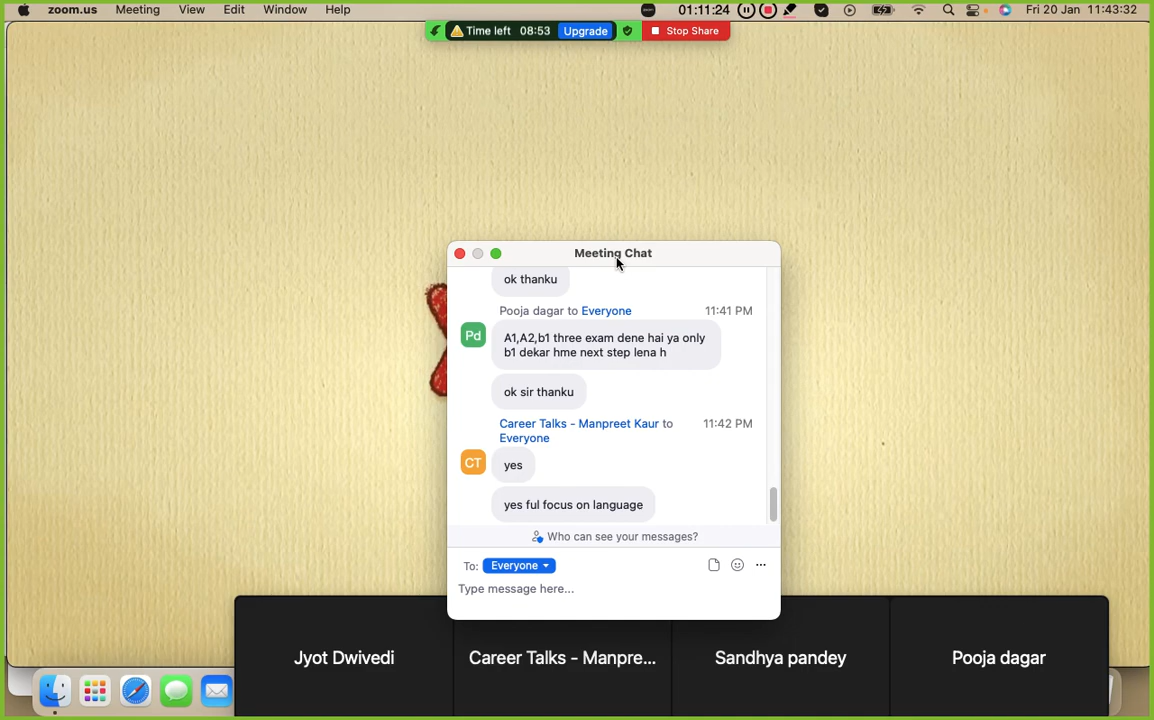 zoom.us Meeting View Edit Window Help 01:11:24 Fri 20 Jan 11:43:32
Time left 08:53 Upgrade Stop Share
Meeting Chat
ok thanku
Pooja dagar to Everyone 11:41 PM
Pd
A1,A2,b1 three exam dene hai ya only
b1 dekar hme next step lena h
ok sir thanku
Career Talks - Manpreet Kaur to 11:42 PM
Everyone
CT
yes
yes ful focus on language
Who can see your messages?
To: Everyone
Type message here...
Jyot Dwivedi Career Talks - Manpre... Sandhya pandey Pooja dagar